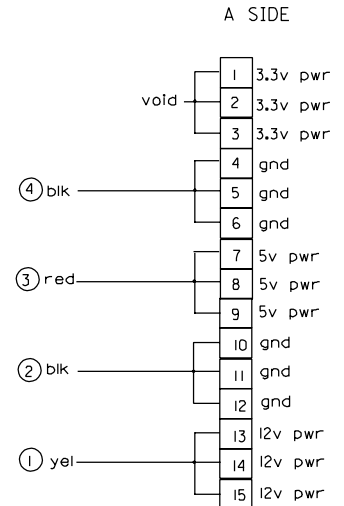 A SIDE
1 3.3v pwr
void 2 3.3v pwr
3 3.3v pwr
4 gnd
4 blk 5 gnd
6 gnd
7 5v pwr
3 red 8 5v pwr
9 5v pwr
10 gnd
2 blk 11 gnd
12 gnd
13 12v pwr
1 yel 14 12v pwr
15 12v pwr